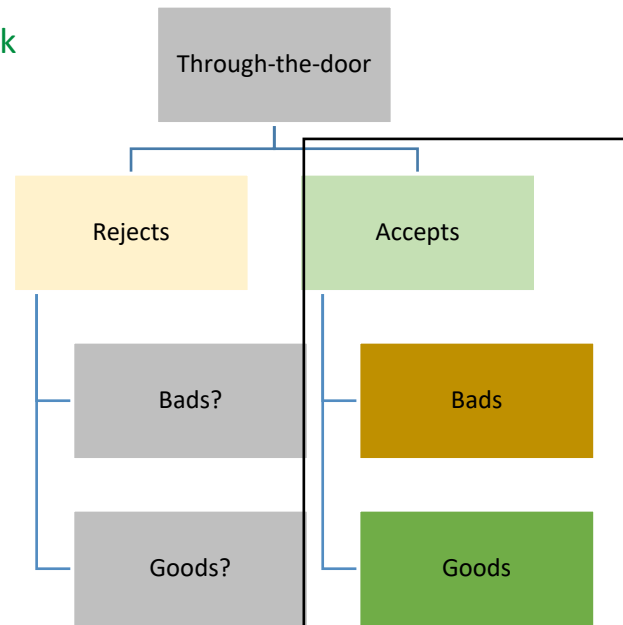 k
Through-the-door
Rejects
Accepts
Bads?
Bads
Goods?
Goods